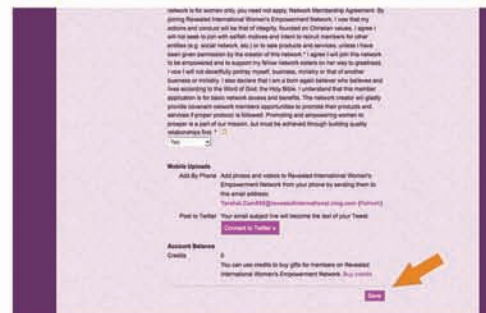 network is for women only, you need not apply. Network Membership Agreement: By
joining Revealed International Women's Empowerment Network, I vow that my
actions and conduct will be that of integrity, founded on Christian values. I agree I
will not seek to join with selfish motives and intent to recruit members for other
entities (e.g. social network, etc.) or to sale products and services, unless I have
been given permission by the creator of this network.* I agree I will join this network
to be empowered and to support my fellow network sisters on her way to greatness.
I vow I will not deceitfully portray myself, business, ministry or that of another
business or ministry. I also declare that I am a born again believer who believes and
lives according to the Word of God, the Holy Bible. I understand that this member
application is for basic network access and benefits. The network creator will gladly
provide covenant network members opportunities to promote their products and
services if proper protocol is followed. Promoting and empowering women to
prosper is a part of our mission, but must be achieved through building quality
relationships first. *
Yes
Mobile Uploads
Add By Phone Add photos and videos to Revealed International Women's
Empowerment Network from your phone by sending them to
this email address:
Post to Twitter Your email subject line will become the text of your Tweet
Connect to Twitter »
Account Balance
Credits 0
You can use credits to buy gifts for members on Revealed
International Women's Empowerment Network. Buy credits
Save